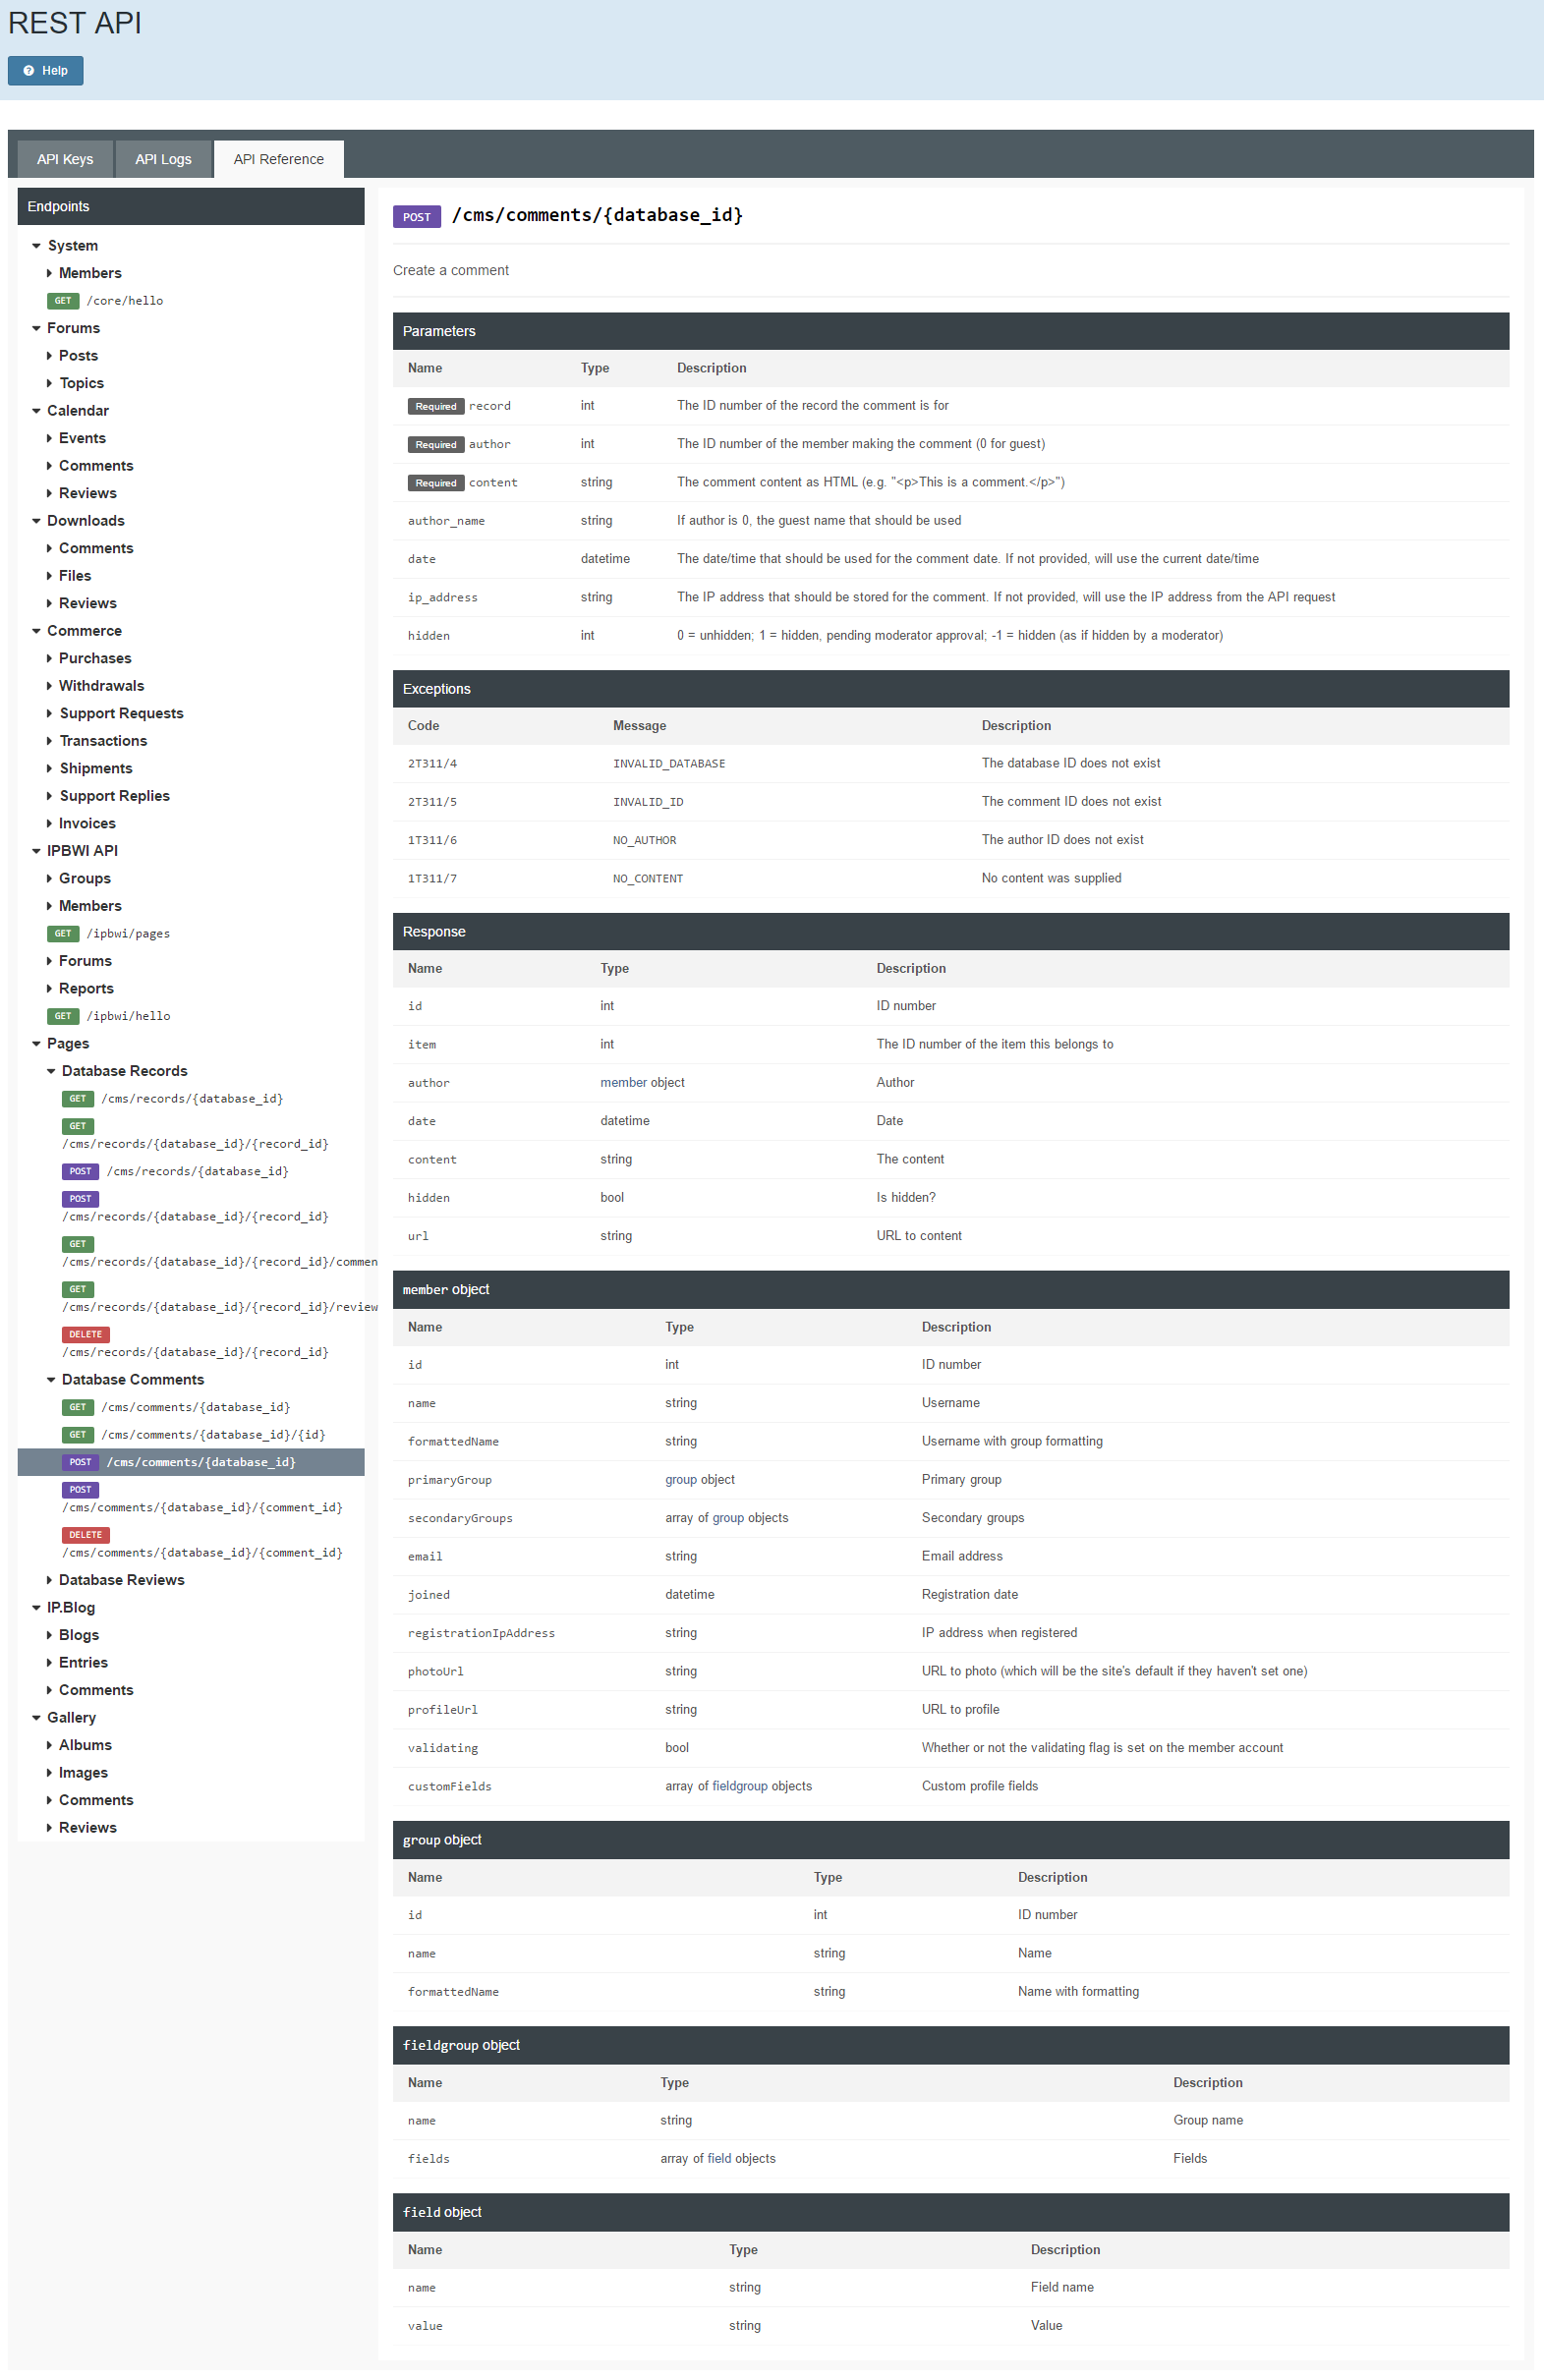 REST API
Help
API Keys API Logs API Reference
Endpoints
System
Members
GET /core/hello
Forums
Posts
Topics
Calendar
Events
Comments
Reviews
Downloads
Comments
Files
Reviews
Commerce
Purchases
Withdrawals
Support Requests
Transactions
Shipments
Support Replies
Invoices
IPBWI API
Groups
Members
GET /ipbwi/pages
Forums
Reports
GET /ipbwi/hello
Pages
Database Records
GET /cms/records/{database_id}
GET
/cms/records/{database_id}/{record_id}
POST /cms/records/{database_id}
POST
/cms/records/{database_id}/{record_id}
GET
/cms/records/{database_id}/{record_id}/commen
GET
/cms/records/{database_id}/{record_id}/review
DELETE
/cms/records/{database_id}/{record_id}
Database Comments
GET /cms/comments/{database_id}
GET /cms/comments/{database_id}/{id}
POST /cms/comments/{database_id}
POST
/cms/comments/{database_id}/{comment_id}
DELETE
/cms/comments/{database_id}/{comment_id}
Database Reviews
IP.Blog
Blogs
Entries
Comments
Gallery
Albums
Images
Comments
Reviews
POST /cms/comments/{database_id}
Create a comment
Parameters
Name Type Description
Required record int The ID number of the record the comment is for
Required author int The ID number of the member making the comment (0 for guest)
Required content string The comment content as HTML (e.g. "<p>This is a comment.</p>")
author_name string If author is 0, the guest name that should be used
date datetime The date/time that should be used for the comment date. If not provided, will use the current date/time
ip_address string The IP address that should be stored for the comment. If not provided, will use the IP address from the API request
hidden int 0 = unhidden; 1 = hidden, pending moderator approval; -1 = hidden (as if hidden by a moderator)
Exceptions
Code Message Description
2T311/4 INVALID_DATABASE The database ID does not exist
2T311/5 INVALID_ID The comment ID does not exist
1T311/6 NO_AUTHOR The author ID does not exist
1T311/7 NO_CONTENT No content was supplied
Response
Name Type Description
id int ID number
item int The ID number of the item this belongs to
author member object Author
date datetime Date
content string The content
hidden bool Is hidden?
url string URL to content
member object
Name Type Description
id int ID number
name string Username
formattedName string Username with group formatting
primaryGroup group object Primary group
secondaryGroups array of group objects Secondary groups
email string Email address
joined datetime Registration date
registrationIpAddress string IP address when registered
photoUrl string URL to photo (which will be the site's default if they haven't set one)
profileUrl string URL to profile
validating bool Whether or not the validating flag is set on the member account
customFields array of fieldgroup objects Custom profile fields
group object
Name Type Description
id int ID number
name string Name
formattedName string Name with formatting
fieldgroup object
Name Type Description
name string Group name
fields array of field objects Fields
field object
Name Type Description
name string Field name
value string Value